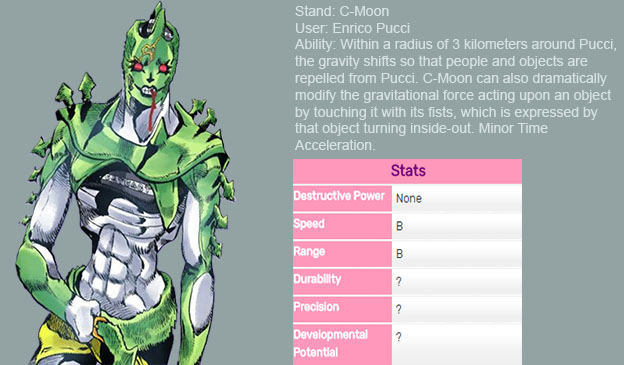 Stand: C-Moon
User: Enrico Pucci
Ability: Within a radius of 3 kilometers around Pucci,
the gravity shifts so that people and objects are
repelled from Pucci. C-Moon can also dramatically
modify the gravitational force acting upon an object
by touching it with its fists, which is expressed by
that object turning inside-out. Minor Time
Acceleration.
Stats
Destructive Power None
Speed B
Range B
Durability ?
Precision ?
Developmental ?
Potential